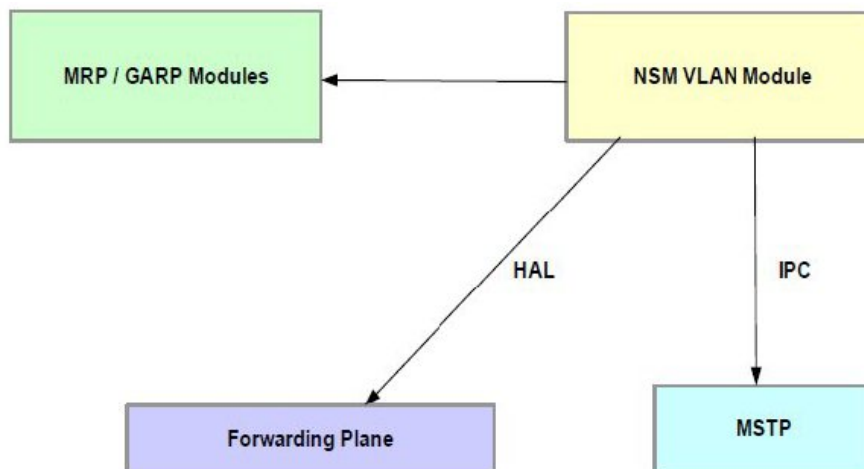 MRP / GARP Modules
NSM VLAN Module
HAL
IPC
Forwarding Plane
MSTP